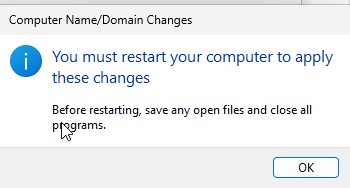 Computer Name/Domain Changes
You must restart your computer to apply
these changes
Before restarting, save any open files and close all
programs.
OK